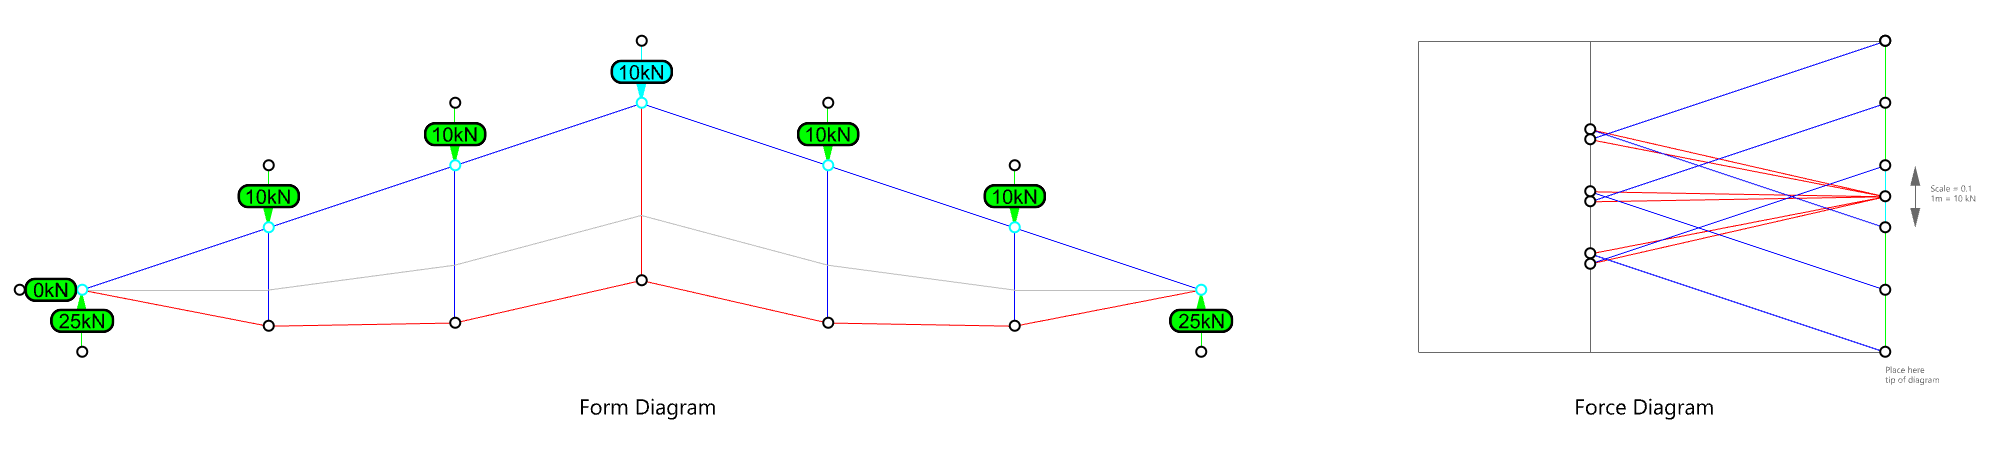 10kN
10kN
10kN
10kN
10kN
0kN
25kN
25kN
Form Diagram
Scale = 0.1
1m = 10 kN
Place here
tip of diagram
Force Diagram